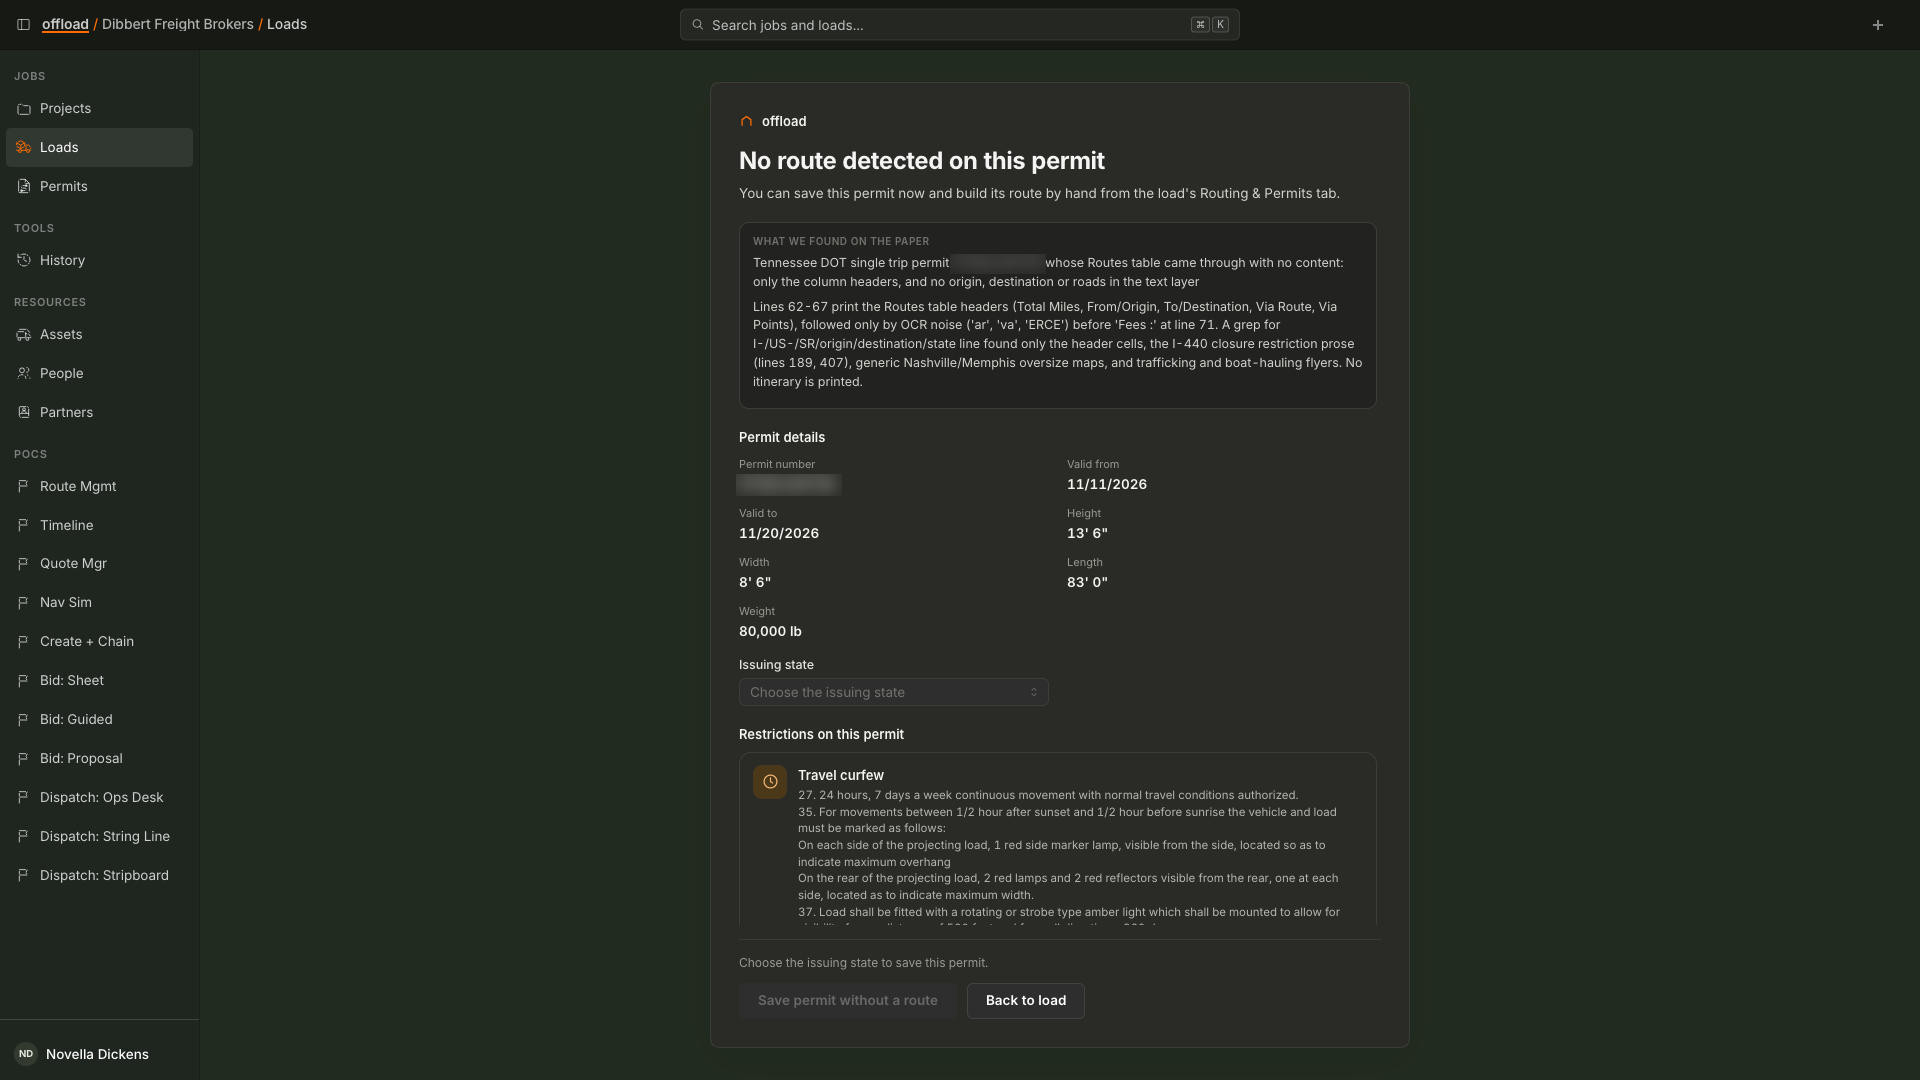 offload / Dibbert Freight Brokers / Loads
Search jobs and loads...
⌘ K
+
JOBS
Projects
Loads
Permits
TOOLS
History
RESOURCES
Assets
People
Partners
POCS
Route Mgmt
Timeline
Quote Mgr
Nav Sim
Create + Chain
Bid: Sheet
Bid: Guided
Bid: Proposal
Dispatch: Ops Desk
Dispatch: String Line
Dispatch: Stripboard
ND Novella Dickens
offload
No route detected on this permit
You can save this permit now and build its route by hand from the load's Routing & Permits tab.
WHAT WE FOUND ON THE PAPER
Tennessee DOT single trip permit whose Routes table came through with no content:
only the column headers, and no origin, destination or roads in the text layer
Lines 62-67 print the Routes table headers (Total Miles, From/Origin, To/Destination, Via Route, Via
Points), followed only by OCR noise ('ar', 'va', 'ERCE') before 'Fees :' at line 71. A grep for
I-/US-/SR/origin/destination/state line found only the header cells, the I-440 closure restriction prose
(lines 189, 407), generic Nashville/Memphis oversize maps, and trafficking and boat-hauling flyers. No
itinerary is printed.
Permit details
Permit number
Valid from
11/11/2026
Valid to
11/20/2026
Height
13' 6"
Width
8' 6"
Length
83' 0"
Weight
80,000 lb
Issuing state
Choose the issuing state
Restrictions on this permit
Travel curfew
27. 24 hours, 7 days a week continuous movement with normal travel conditions authorized.
35. For movements between 1/2 hour after sunset and 1/2 hour before sunrise the vehicle and load
must be marked as follows:
On each side of the projecting load, 1 red side marker lamp, visible from the side, located so as to
indicate maximum overhang
On the rear of the projecting load, 2 red lamps and 2 red reflectors visible from the rear, one at each
side, located as to indicate maximum width.
37. Load shall be fitted with a rotating or strobe type amber light which shall be mounted to allow for
Choose the issuing state to save this permit.
Save permit without a route
Back to load